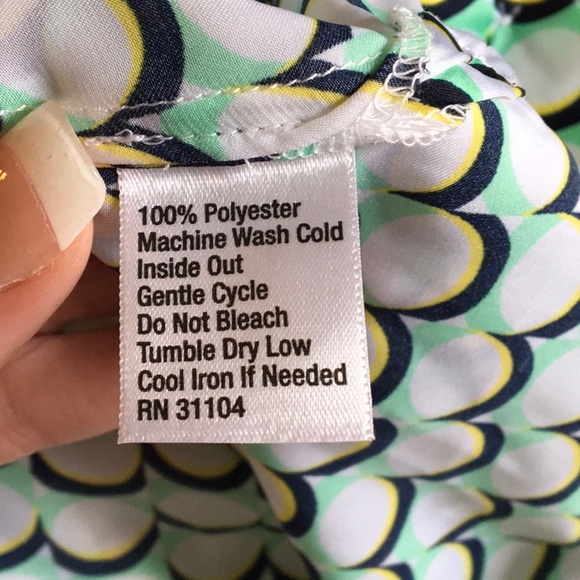 100% Polyester
Machine Wash Cold
Inside Out
Gentle Cycle
Do Not Bleach
Tumble Dry Low
Cool Iron If Needed
RN 31104